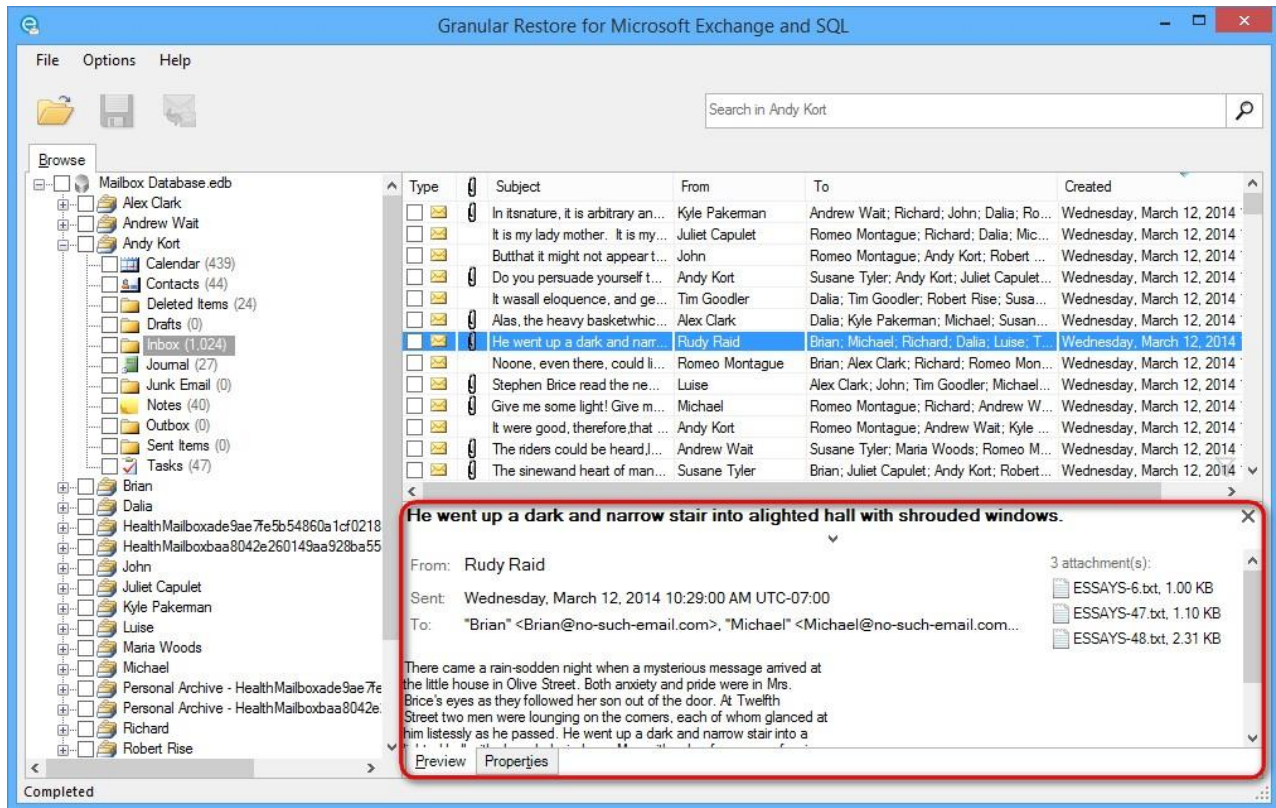 Granular Restore for Microsoft Exchange and SQL
File Options Help
Search in Andy Kort
Browse
Mailbox Database.edb
Alex Clark
Andrew Wait
Andy Kort
Calendar (439)
Contacts (44)
Deleted Items (24)
Drafts (0)
Inbox (1,024)
Journal (27)
Junk Email (0)
Notes (40)
Outbox (0)
Sent Items (0)
Tasks (47)
Brian
Dalia
HealthMailboxade9ae7fe5b54860a1cf0218
HealthMailboxbaa8042e260149aa928ba55
John
Juliet Capulet
Kyle Pakerman
Luise
Maria Woods
Michael
Personal Archive - HealthMailboxade9ae7fe
Personal Archive - HealthMailboxbaa8042e
Richard
Robert Rise
Type Subject From To Created
In itsnature, it is arbitrary an... Kyle Pakerman Andrew Wait; Richard; John; Dalia; Ro... Wednesday, March 12, 2014
It is my lady mother. It is my... Juliet Capulet Romeo Montague; Richard; Dalia; Mic... Wednesday, March 12, 2014
Butthat it might not appear t... John Romeo Montague; Andy Kort; Robert ... Wednesday, March 12, 2014
Do you persuade yourself t... Andy Kort Susane Tyler; Andy Kort; Juliet Capulet... Wednesday, March 12, 2014
It wasall eloquence, and ge... Tim Goodler Dalia; Tim Goodler; Robert Rise; Susa... Wednesday, March 12, 2014
Alas, the heavy basketwhic... Alex Clark Dalia; Kyle Pakerman; Michael; Susan... Wednesday, March 12, 2014
He went up a dark and narr... Rudy Raid Brian; Michael; Richard; Dalia; Luise; T... Wednesday, March 12, 2014
Noone, even there, could li... Romeo Montague Brian; Alex Clark; Richard; Romeo Mon... Wednesday, March 12, 2014
Stephen Brice read the ne... Luise Alex Clark; John; Tim Goodler; Michael... Wednesday, March 12, 2014
Give me some light! Give m... Michael Romeo Montague; Richard; Andrew W... Wednesday, March 12, 2014
It were good, therefore,that ... Andy Kort Romeo Montague; Andrew Wait; Kyle ... Wednesday, March 12, 2014
The riders could be heard,l... Andrew Wait Susane Tyler; Maria Woods; Romeo M... Wednesday, March 12, 2014
The sinewand heart of man... Susane Tyler Brian; Juliet Capulet; Andy Kort; Robert... Wednesday, March 12, 2014
He went up a dark and narrow stair into alighted hall with shrouded windows.
From: Rudy Raid
Sent: Wednesday, March 12, 2014 10:29:00 AM UTC-07:00
To: "Brian" <Brian@no-such-email.com>, "Michael" <Michael@no-such-email.com...
3 attachment(s):
ESSAYS-6.txt, 1.00 KB
ESSAYS-47.txt, 1.10 KB
ESSAYS-48.txt, 2.31 KB
There came a rain-sodden night when a mysterious message arrived at
the little house in Olive Street. Both anxiety and pride were in Mrs.
Brice's eyes as they followed her son out of the door. At Twelfth
Street two men were lounging on the corners, each of whom glanced at
him listessly as he passed. He went up a dark and narrow stair into a
Preview Properties
Completed